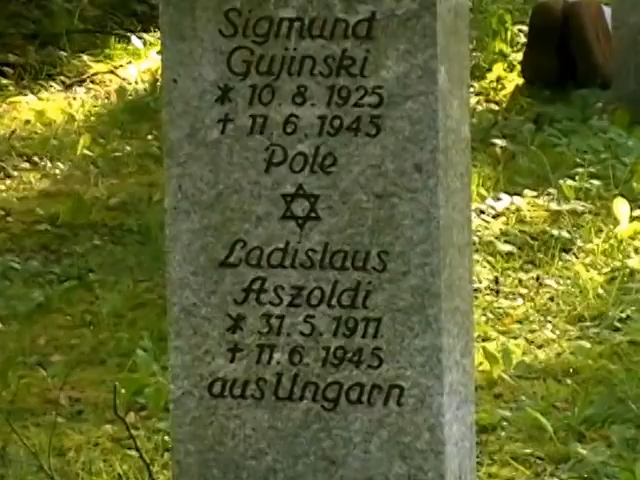 Sigmund
Gujinski
* 10. 8. 1925
† 11. 6. 1945
Pole
✡
Ladislaus
Aszoldi
* 31. 5. 1911
† 11. 6. 1945
aus Ungarn